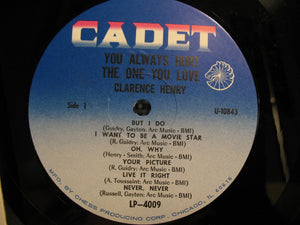 CADET
YOU ALWAYS HURT
THE ONE YOU LOVE
CLARENCE HENRY
Side 1
U-10843
BUT I DO
(Guidry, Gayten: Arc Music - BMI)
I WANT TO BE A MOVIE STAR
(R. Guidry: Arc Music - BMI)
OH, WHY
(Henry - Smith: Arc Music - BMI)
YOUR PICTURE
(R. Guidry: Arc Music - BMI)
LIVE IT RIGHT
(A. Toussaint: Arc Music - BMI)
NEVER, NEVER
(Russell, Gayten: Arc Music - BMI)
LP-4009
MFG. BY CHESS PRODUCING CORP., CHICAGO, ILL. 60616